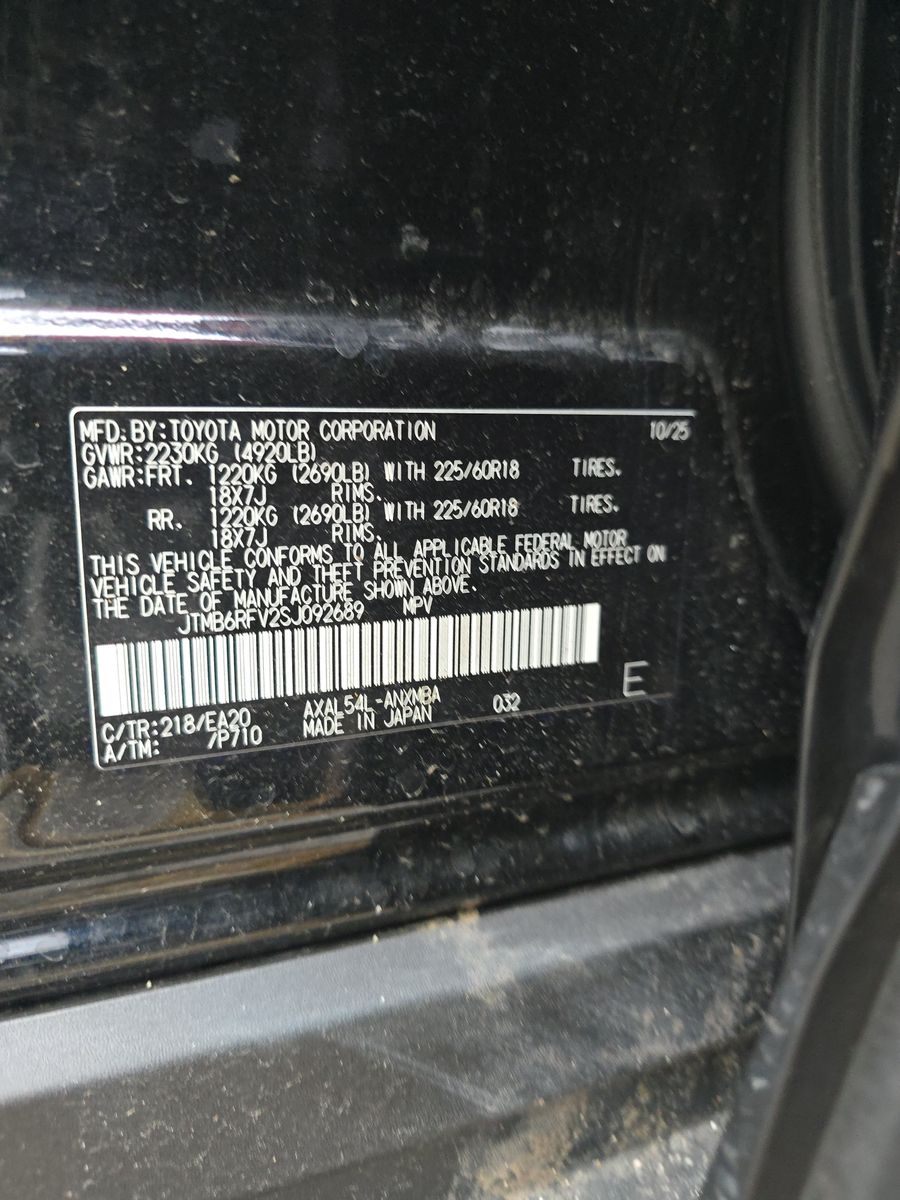 MFD.BY:TOYOTA MOTOR CORPORATION 10/25
GVWR:2230KG (4920LB)
GAWR:FRT. 1220KG (2690LB) WITH 225/60R18 TIRES.
18X7J RIMS.
RR. 1220KG (2690LB) WITH 225/60R18 TIRES.
18X7J RIMS.
THIS VEHICLE CONFORMS TO ALL APPLICABLE FEDERAL MOTOR
VEHICLE SAFETY AND THEFT PREVENTION STANDARDS IN EFFECT ON
THE DATE OF MANUFACTURE SHOWN ABOVE.
JTMB6RFV2SJ092689 MPV
E
C/TR:218/EA20 AXAL54L-ANXMBA 032
A/TM: /P710 MADE IN JAPAN